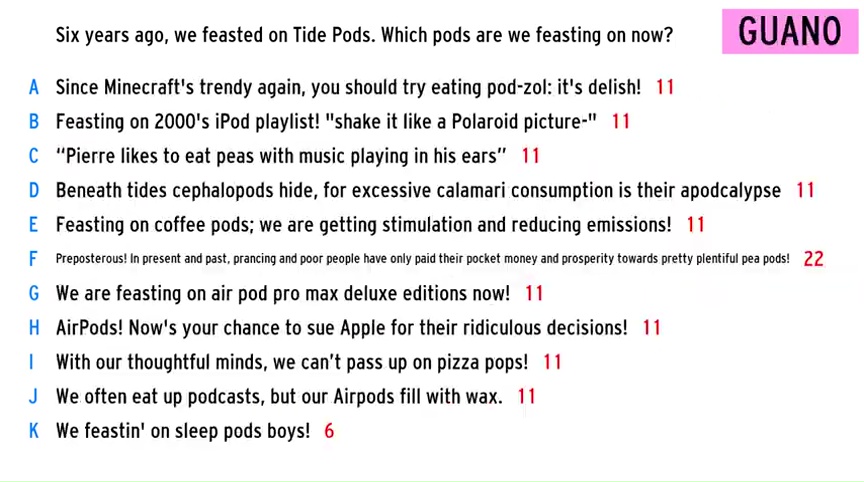 Six years ago, we feasted on Tide Pods. Which pods are we feasting on now?
GUANO
A Since Minecraft's trendy again, you should try eating pod-zol: it's delish! 11
B Feasting on 2000's iPod playlist! "shake it like a Polaroid picture-" 11
C “Pierre likes to eat peas with music playing in his ears” 11
D Beneath tides cephalopods hide, for excessive calamari consumption is their apodcalypse 11
E Feasting on coffee pods; we are getting stimulation and reducing emissions! 11
F Preposterous! In present and past, prancing and poor people have only paid their pocket money and prosperity towards pretty plentiful pea pods! 22
G We are feasting on air pod pro max deluxe editions now! 11
H AirPods! Now's your chance to sue Apple for their ridiculous decisions! 11
I With our thoughtful minds, we can’t pass up on pizza pops! 11
J We often eat up podcasts, but our Airpods fill with wax. 11
K We feastin' on sleep pods boys! 6